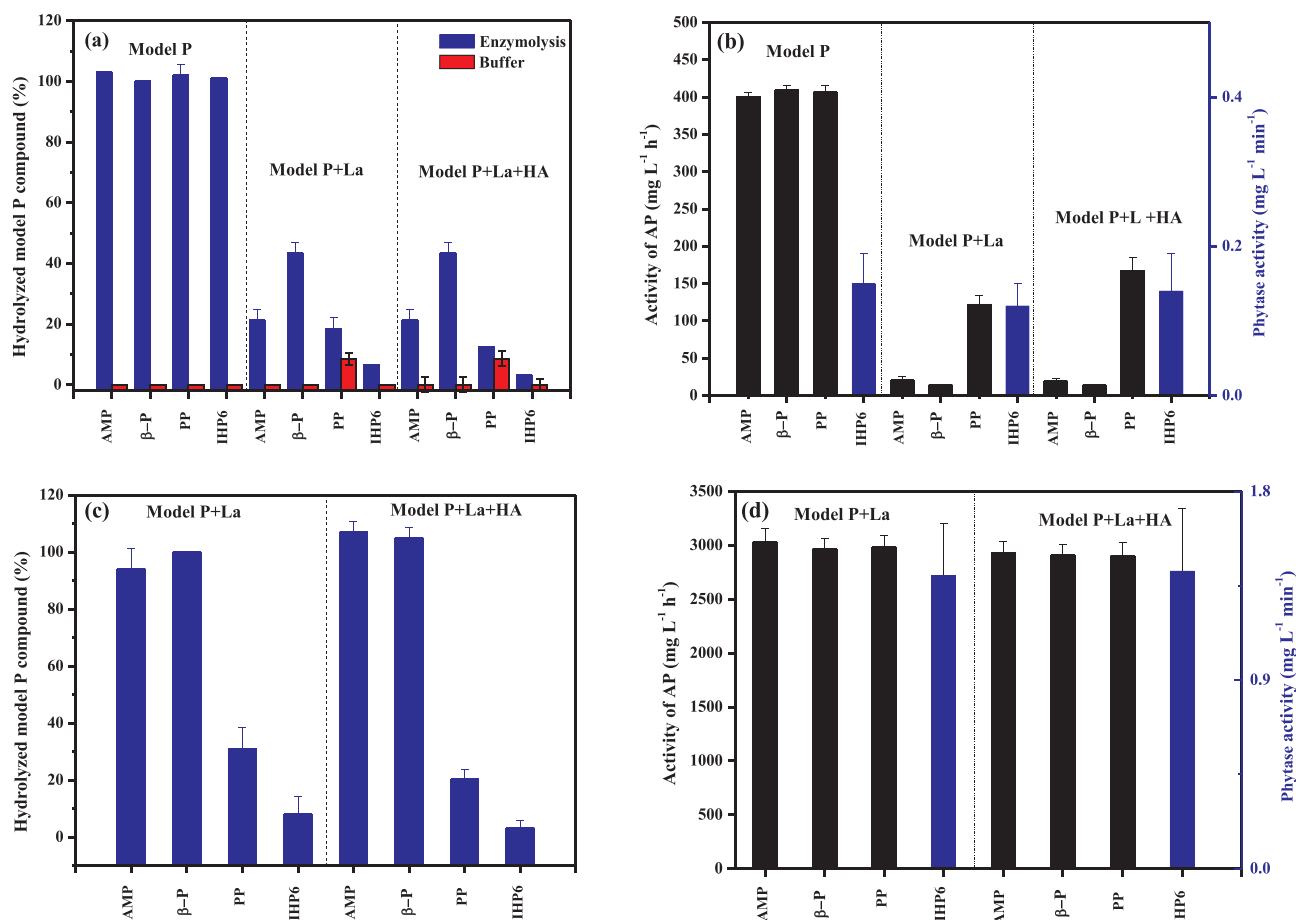 (a)
Model P
Enzymolysis
Buffer
Model P+La
Model P+La+HA
Hydrolyzed model P compound (%)
120
100
80
60
40
20
0
AMP
β−P
PP
IHP6
AMP
β−P
PP
IHP6
AMP
β−P
PP
IHP6
(b)
Model P
Model P+La
Model P+L +HA
Activity of AP (mg L⁻¹ h⁻¹)
500
450
400
350
300
250
200
150
100
50
0
0.4
0.2
0.0
Phytase activity (mg L⁻¹ min⁻¹)
AMP
β−P
PP
IHP6
AMP
β−P
PP
IHP6
AMP
β−P
PP
IHP6
(c)
Model P+La
Model P+La+HA
Hydrolyzed model P compound (%)
120
100
80
60
40
20
0
AMP
β−P
PP
IHP6
AMP
β−P
PP
IHP6
(d)
Model P+La
Model P+La+HA
Activity of AP (mg L⁻¹ h⁻¹)
3500
3000
2500
2000
1500
1000
500
0
1.8
0.9
0.0
Phytase activity (mg L⁻¹ min⁻¹)
AMP
β−P
PP
IHP6
AMP
β−P
PP
HP6